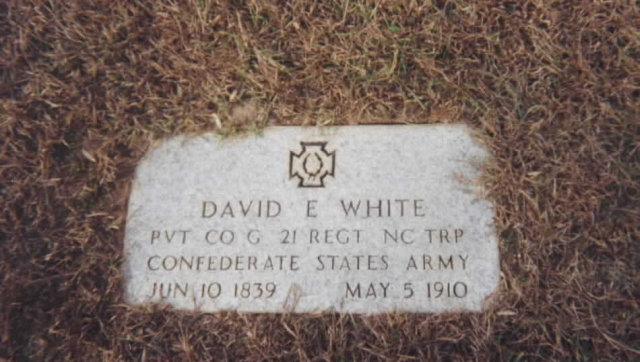 DAVID E WHITE
PVT CO G 21 REGT NC TRP
CONFEDERATE STATES ARMY
JUN 10 1839 MAY 5 1910